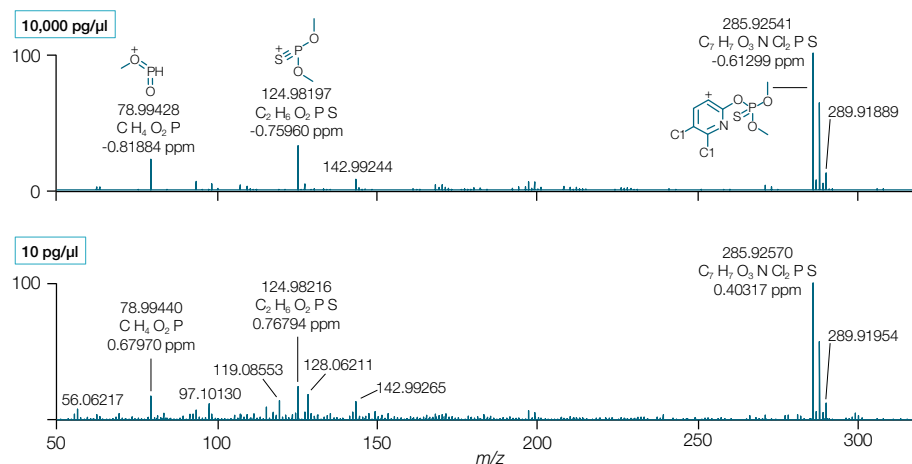 10,000 pg/µl
100
0
78.99428
C H₄ O₂ P
-0.81884 ppm
O
+
PH
O
S
+
P
O
O
124.98197
C₂ H₆ O₂ P S
-0.75960 ppm
142.99244
285.92541
C₇ H₇ O₃ N Cl₂ P S
-0.61299 ppm
+
O
P
O
S
O
N
C1
C1
289.91889
10 pg/µl
100
0
56.06217
78.99440
C H₄ O₂ P
0.67970 ppm
97.10130
119.08553
124.98216
C₂ H₆ O₂ P S
0.76794 ppm
128.06211
142.99265
285.92570
C₇ H₇ O₃ N Cl₂ P S
0.40317 ppm
289.91954
50 100 150 200 250 300
m/z